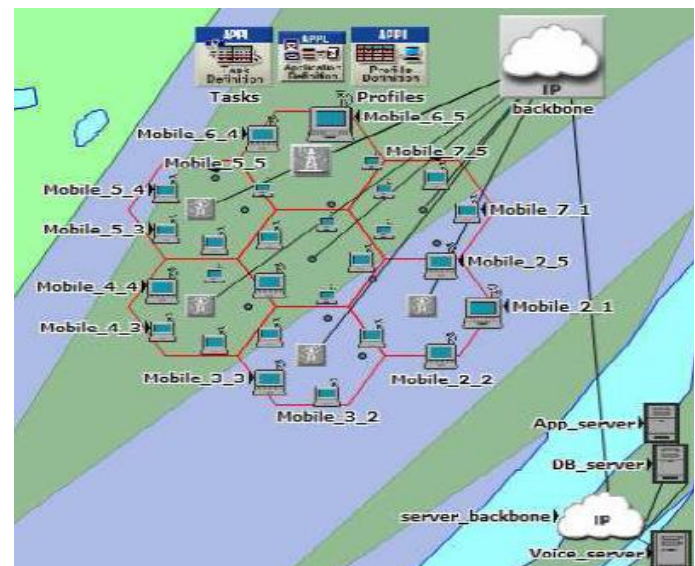 APPL APPL APPL
Task Definition Application Definition Profile Definition
Tasks Profiles
IP
backbone
Mobile_6_5
Mobile_6_4
Mobile_7_5
Mobile_5_5
Mobile_5_4
Mobile_7_1
Mobile_5_3
Mobile_2_5
Mobile_4_4
Mobile_2_1
Mobile_4_3
Mobile_3_3
Mobile_2_2
Mobile_3_2
App_server
DB_server
server_backbone
IP
Voice_server